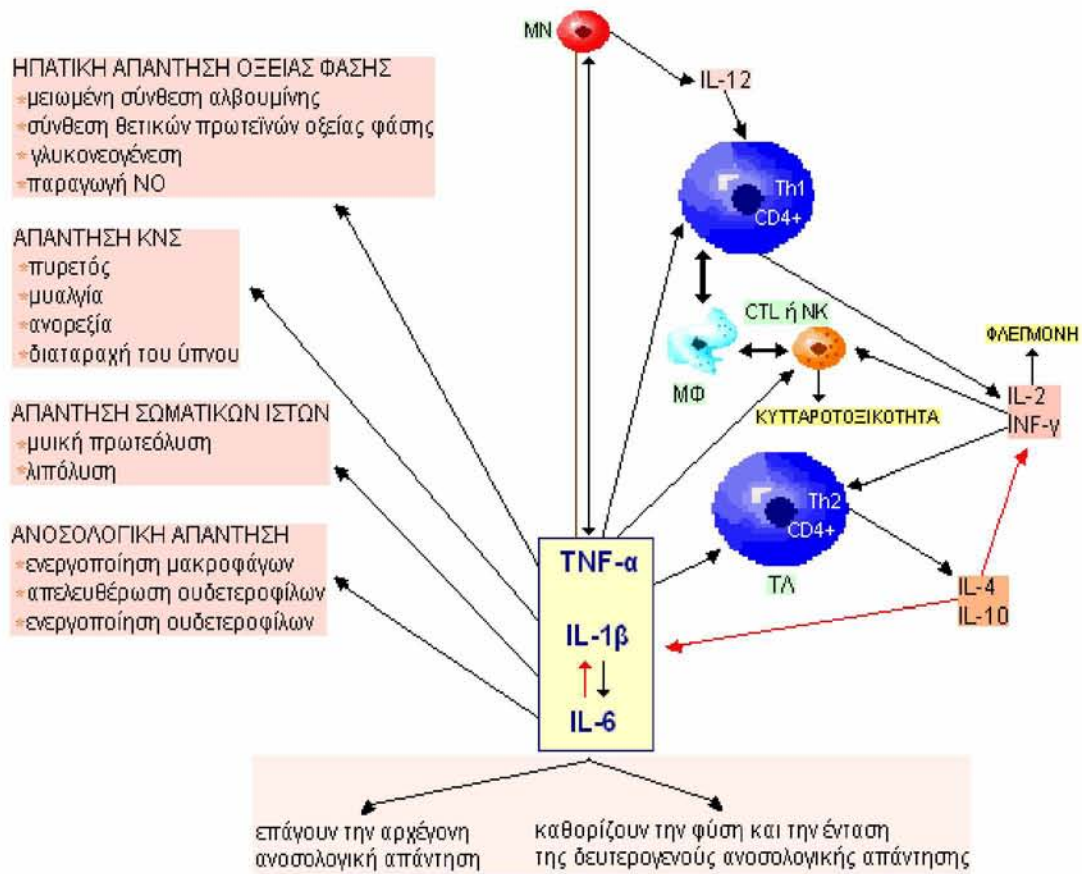 ΗΠΑΤΙΚΗ ΑΠΑΝΤΗΣΗ ΟΞΕΙΑΣ ΦΑΣΗΣ
*μειωμένη σύνθεση αλβουμίνης
*σύνθεση θετικών πρωτεϊνών οξείας φάσης
*γλυκονεογένεση
*παραγωγή ΝΟ
ΑΠΑΝΤΗΣΗ ΚΝΣ
*πυρετός
*μυαλγία
*ανορεξία
*διαταραχή του ύπνου
ΑΠΑΝΤΗΣΗ ΣΩΜΑΤΙΚΩΝ ΙΣΤΩΝ
*μυική πρωτεόλυση
*λιπόλυση
ΑΝΟΣΟΛΟΓΙΚΗ ΑΠΑΝΤΗΣΗ
*ενεργοποίηση μακροφάγων
*απελευθέρωση ουδετεροφίλων
*ενεργοποίηση ουδετεροφίλων
MN
IL-12
Th1
CD4+
CTL ή NK
ΜΦ
ΚΥΤΤΑΡΟΤΟΞΙΚΟΤΗΤΑ
ΦΛΕΓΜΟΝΗ
IL-2
INF-γ
Th2
CD4+
ΤΛ
IL-4
IL-10
TNF-α
IL-1β
IL-6
επάγουν την αρχέγονη
ανοσολογική απάντηση
καθορίζουν την φύση και την ένταση
της δευτερογενούς ανοσολογικής απάντησης